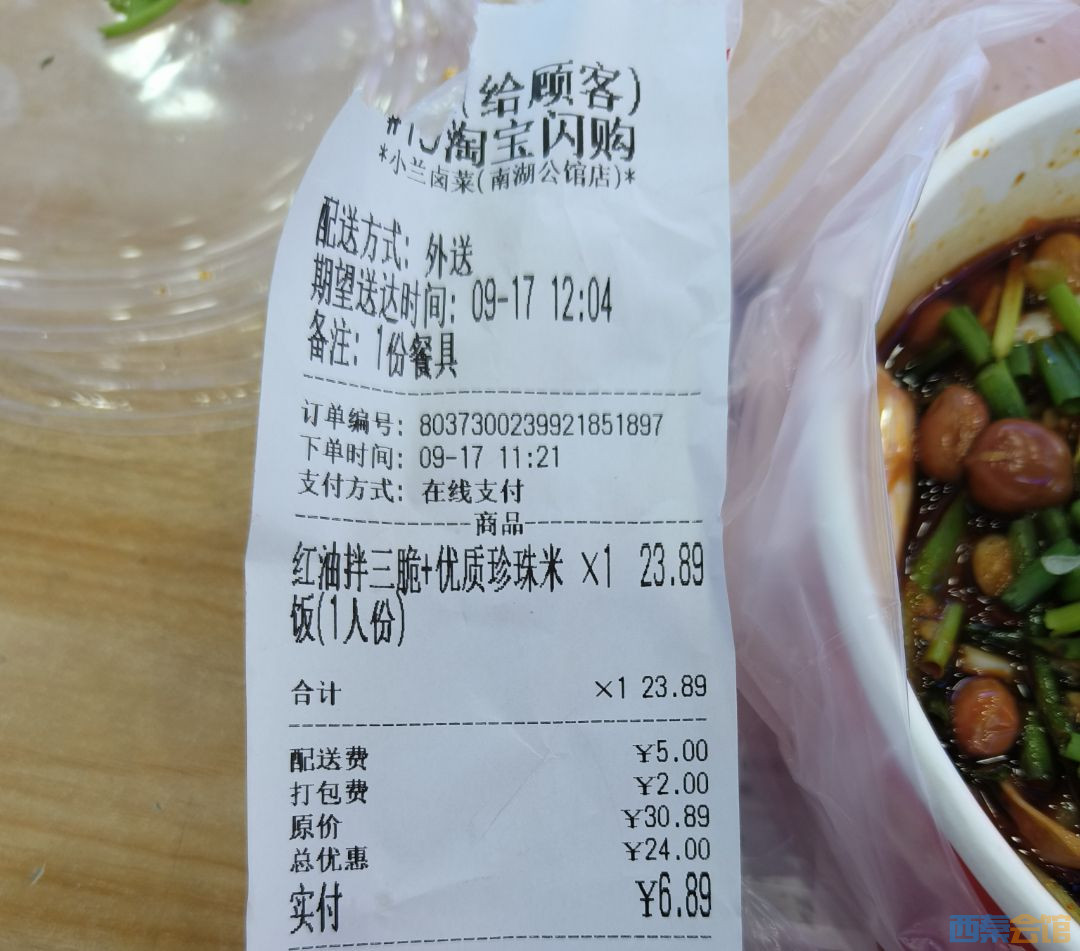 (给顾客)
淘宝闪购
*小兰卤菜(南湖公馆店)*
配送方式: 外送
期望送达时间: 09-17 12:04
备注: 1份餐具
订单编号: 8037300239921851897
下单时间: 09-17 11:21
支付方式: 在线支付
商品
红油拌三脆+优质珍珠米 ×1 23.89
饭(1人份)
合计 ×1 23.89
配送费 ¥5.00
打包费 ¥2.00
原价 ¥30.89
总优惠 ¥24.00
实付 ¥6.89
西秦会馆